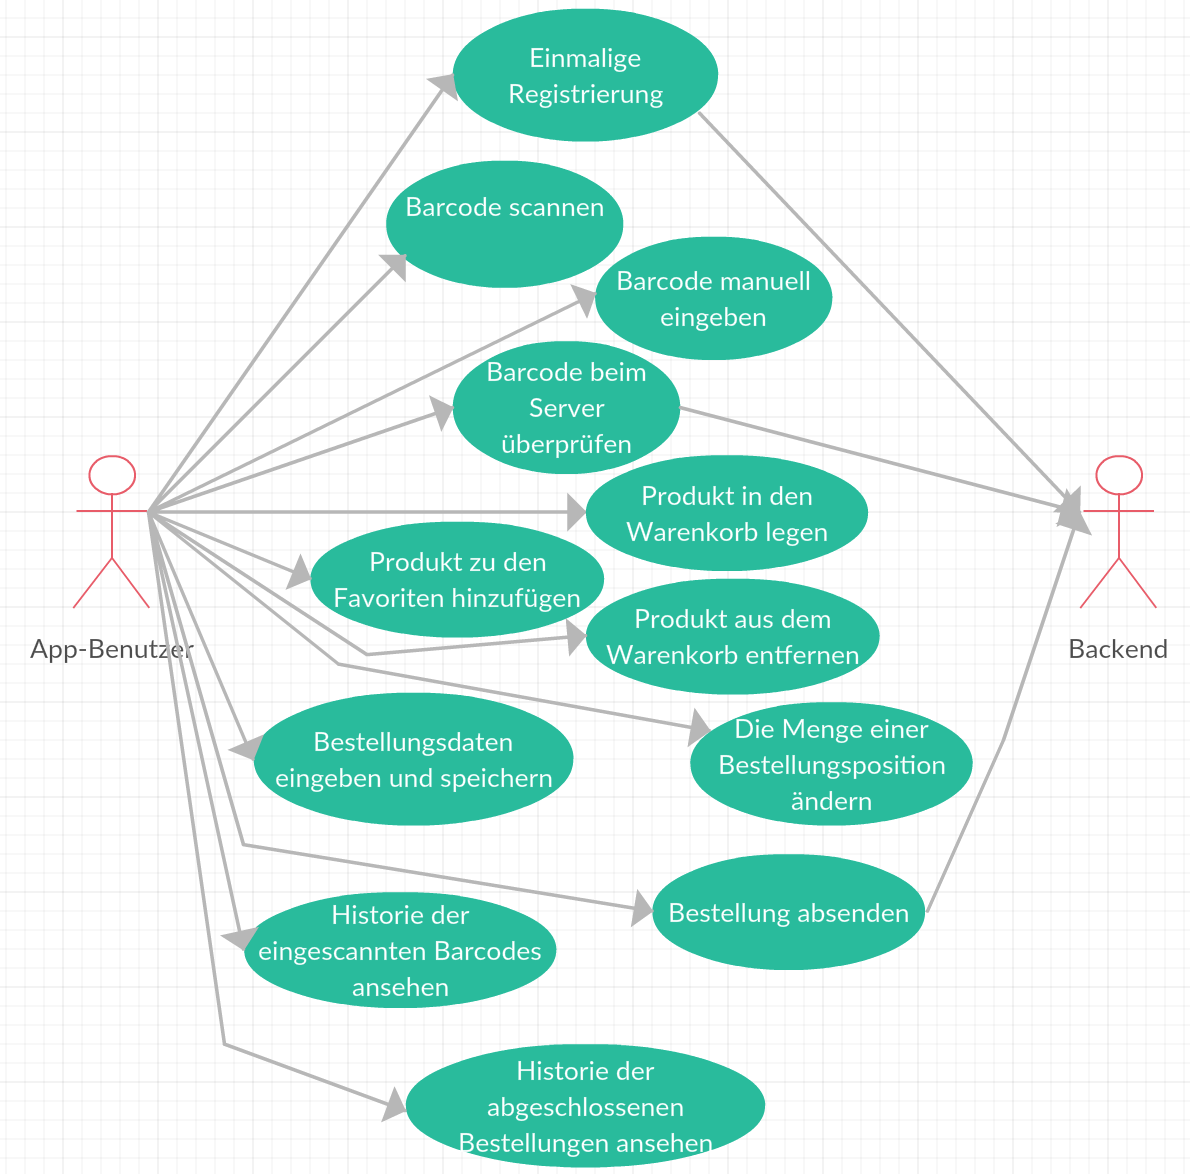 Einmalige
Registrierung
Barcode scannen
Barcode manuell
eingeben
Barcode beim
Server
überprüfen
Produkt in den
Warenkorb legen
Produkt zu den
Favoriten hinzufügen
Produkt aus dem
Warenkorb entfernen
App-Benutzer
Backend
Bestellungsdaten
eingeben und speichern
Die Menge einer
Bestellungsposition
ändern
Bestellung absenden
Historie der
eingescannten Barcodes
ansehen
Historie der
abgeschlossenen
Bestellungen ansehen